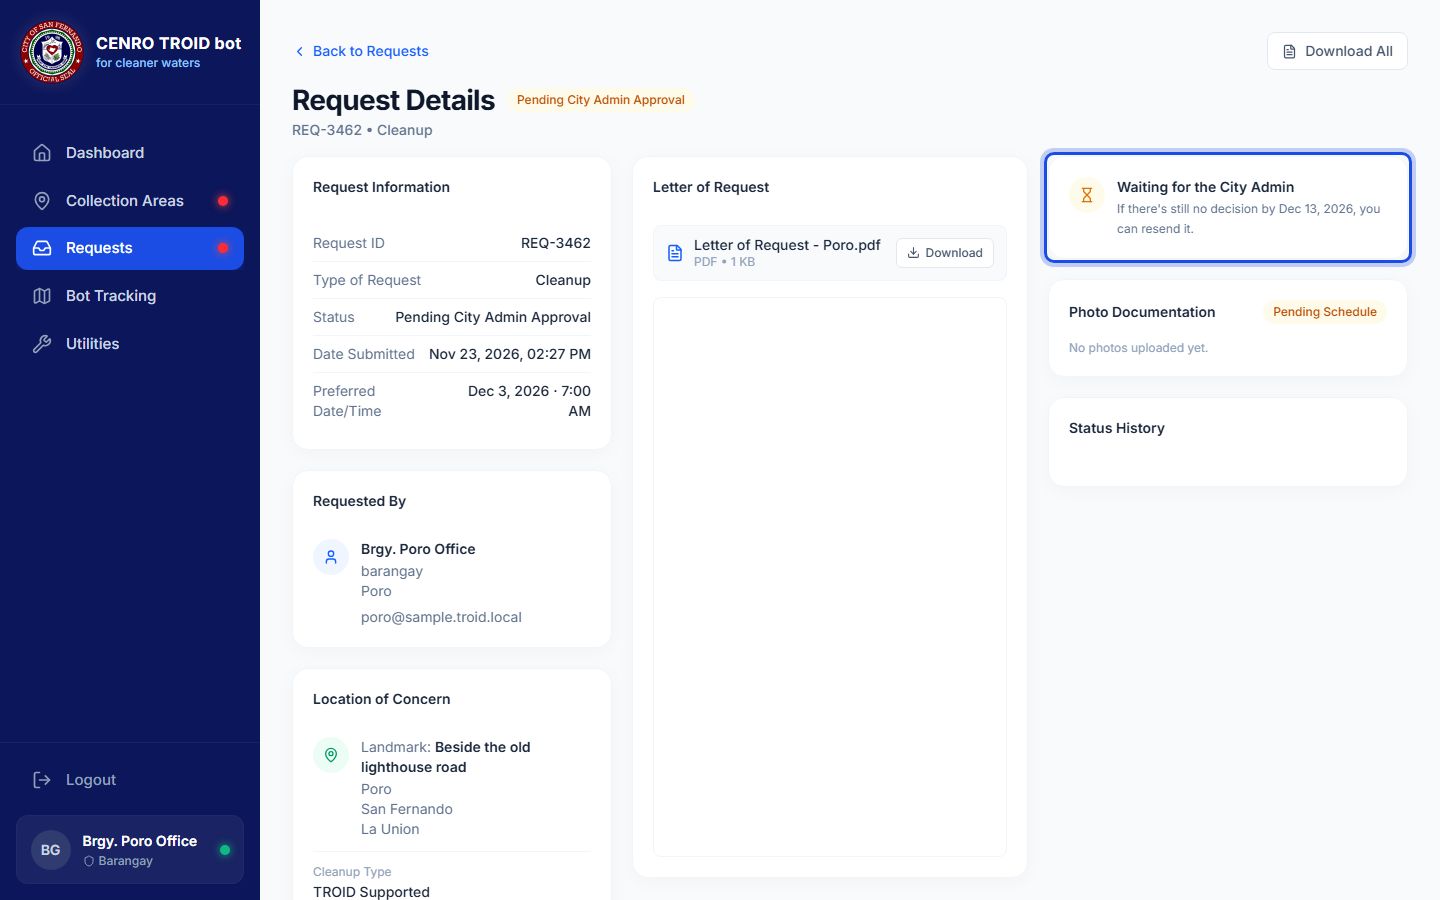 CITY OF SAN FERNANDO
OFFICIAL SEAL
CENRO TROID bot
for cleaner waters
Dashboard
Collection Areas
Requests
Bot Tracking
Utilities
Logout
BG
Brgy. Poro Office
Barangay
Back to Requests
Download All
Request Details
Pending City Admin Approval
REQ-3462 • Cleanup
Request Information
Request ID
REQ-3462
Type of Request
Cleanup
Status
Pending City Admin Approval
Date Submitted
Nov 23, 2026, 02:27 PM
Preferred
Date/Time
Dec 3, 2026 · 7:00
AM
Requested By
Brgy. Poro Office
barangay
Poro
poro@sample.troid.local
Location of Concern
Landmark: Beside the old
lighthouse road
Poro
San Fernando
La Union
Cleanup Type
TROID Supported
Letter of Request
Letter of Request - Poro.pdf
PDF • 1 KB
Download
Waiting for the City Admin
If there's still no decision by Dec 13, 2026, you
can resend it.
Photo Documentation
Pending Schedule
No photos uploaded yet.
Status History